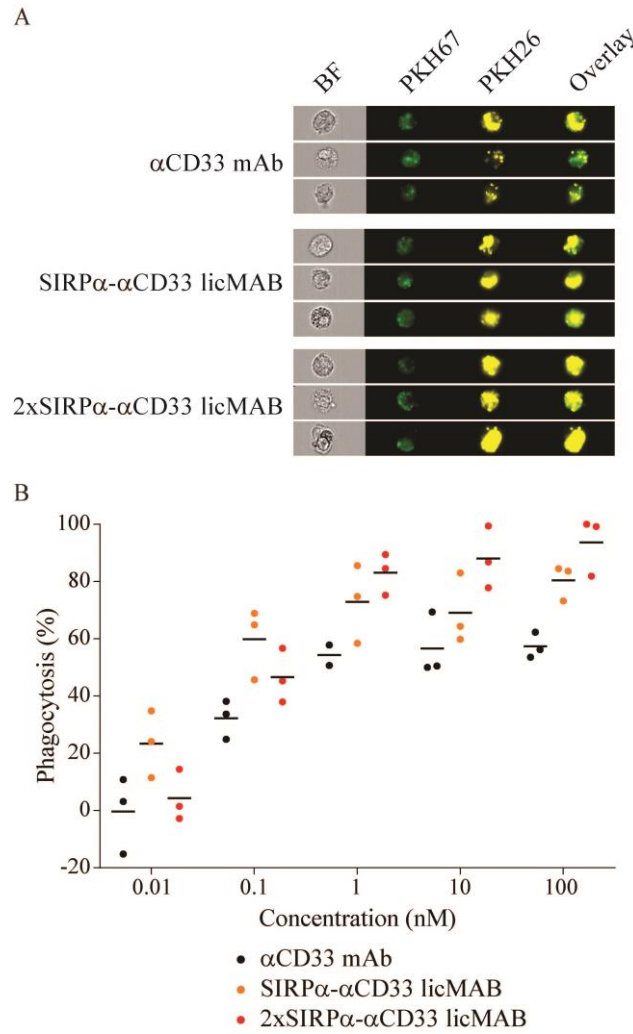 A
BF PKH67 PKH26 Overlay
αCD33 mAb
SIRPα-αCD33 licMAB
2xSIRPα-αCD33 licMAB
B
Phagocytosis (%)
100
80
60
40
20
0
-20
0.01 0.1 1 10 100
Concentration (nM)
αCD33 mAb
SIRPα-αCD33 licMAB
2xSIRPα-αCD33 licMAB